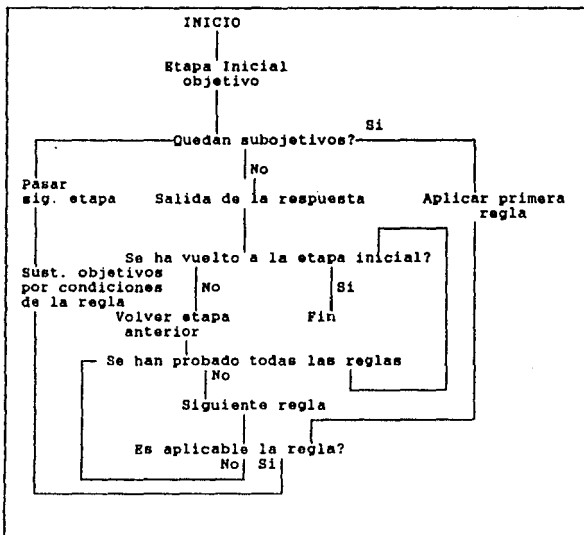 INICIO
Etapa Inicial
objetivo
Si
Quedan subojetivos?
No
Pasar
sig. etapa
Salida de la respuesta
Aplicar primera
regla
Se ha vuelto a la etapa inicial?
Sust. objetivos
por condiciones
de la regla
No
Si
Volver etapa
anterior
Fin
Se han probado todas las reglas
No
Siguiente regla
Es aplicable la regla?
No Si